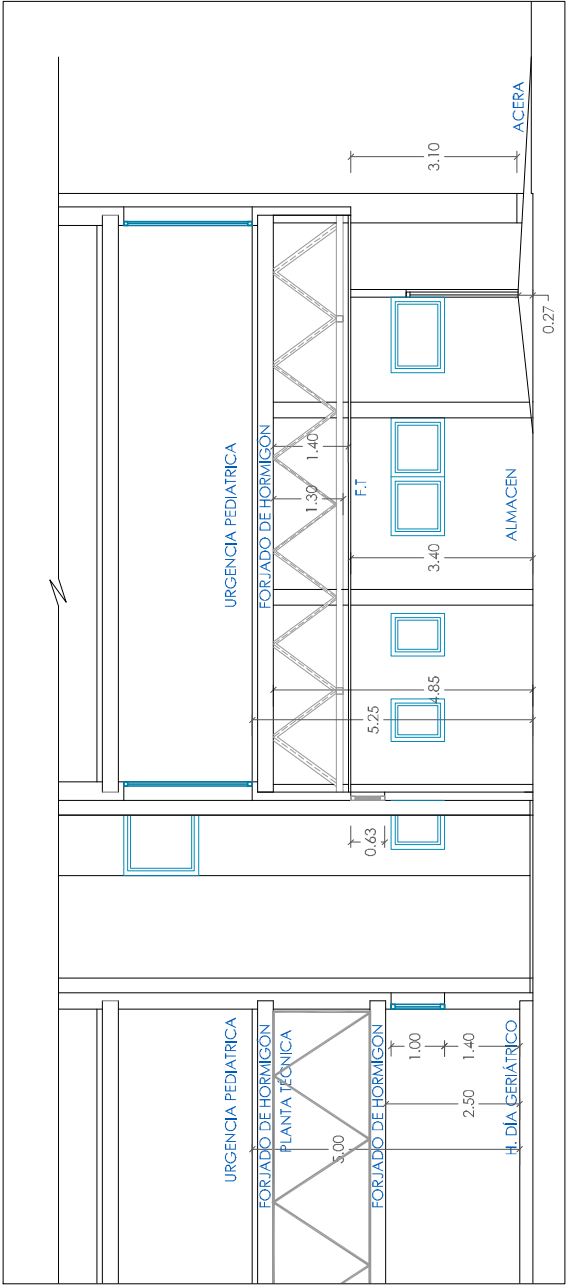 URGENCIA PEDIATRICA
URGENCIA PEDIATRICA
FORJADO DE HORMIGON
FORJADO DE HORMIGON
PLANTA TÉCNICA
1.30
1.40
5.00
F.T
FORJADO DE HORMIGON
0.63
5.25
1.00
4.85
3.40
3.10
2.50
1.40
H. DÍA GERIÁTRICO
ALMACEN
ACERA
0.27